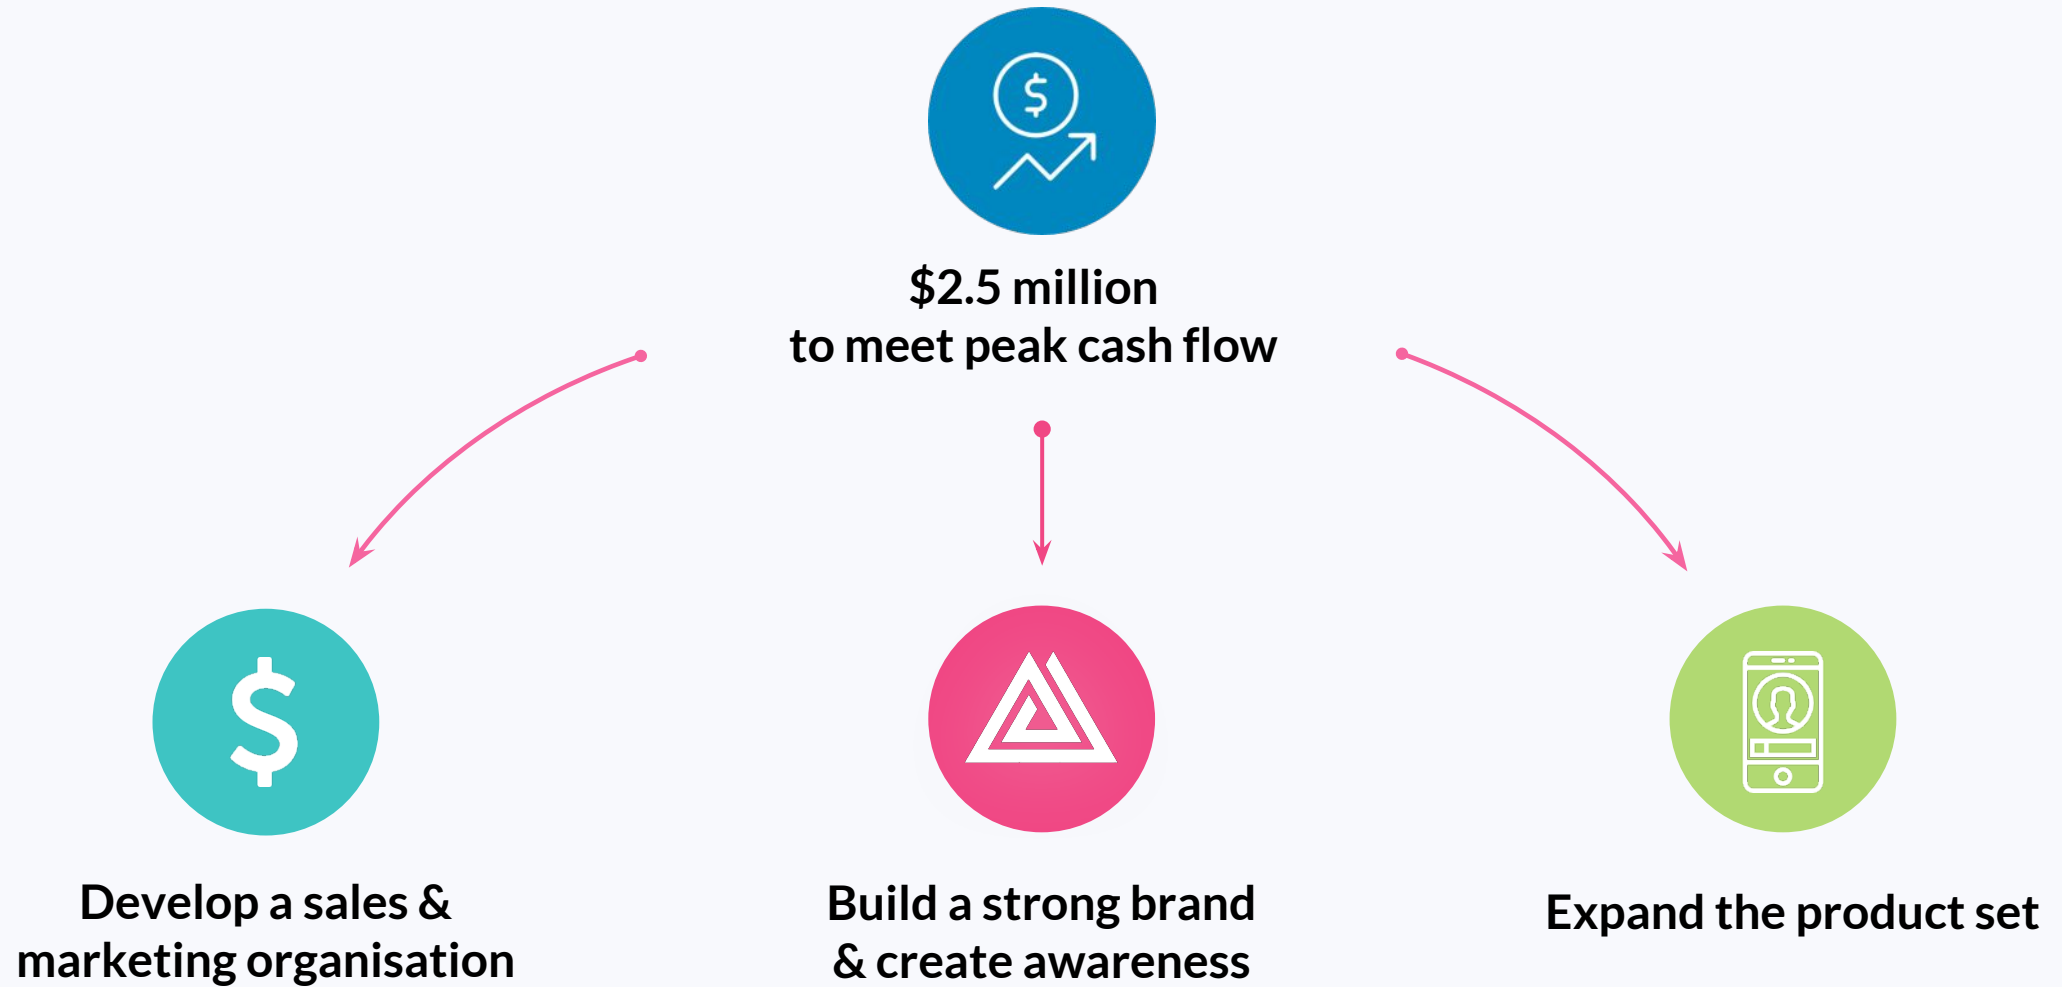 $
$2.5 million
to meet peak cash flow
$
Develop a sales &
marketing organisation
Build a strong brand
& create awareness
Expand the product set